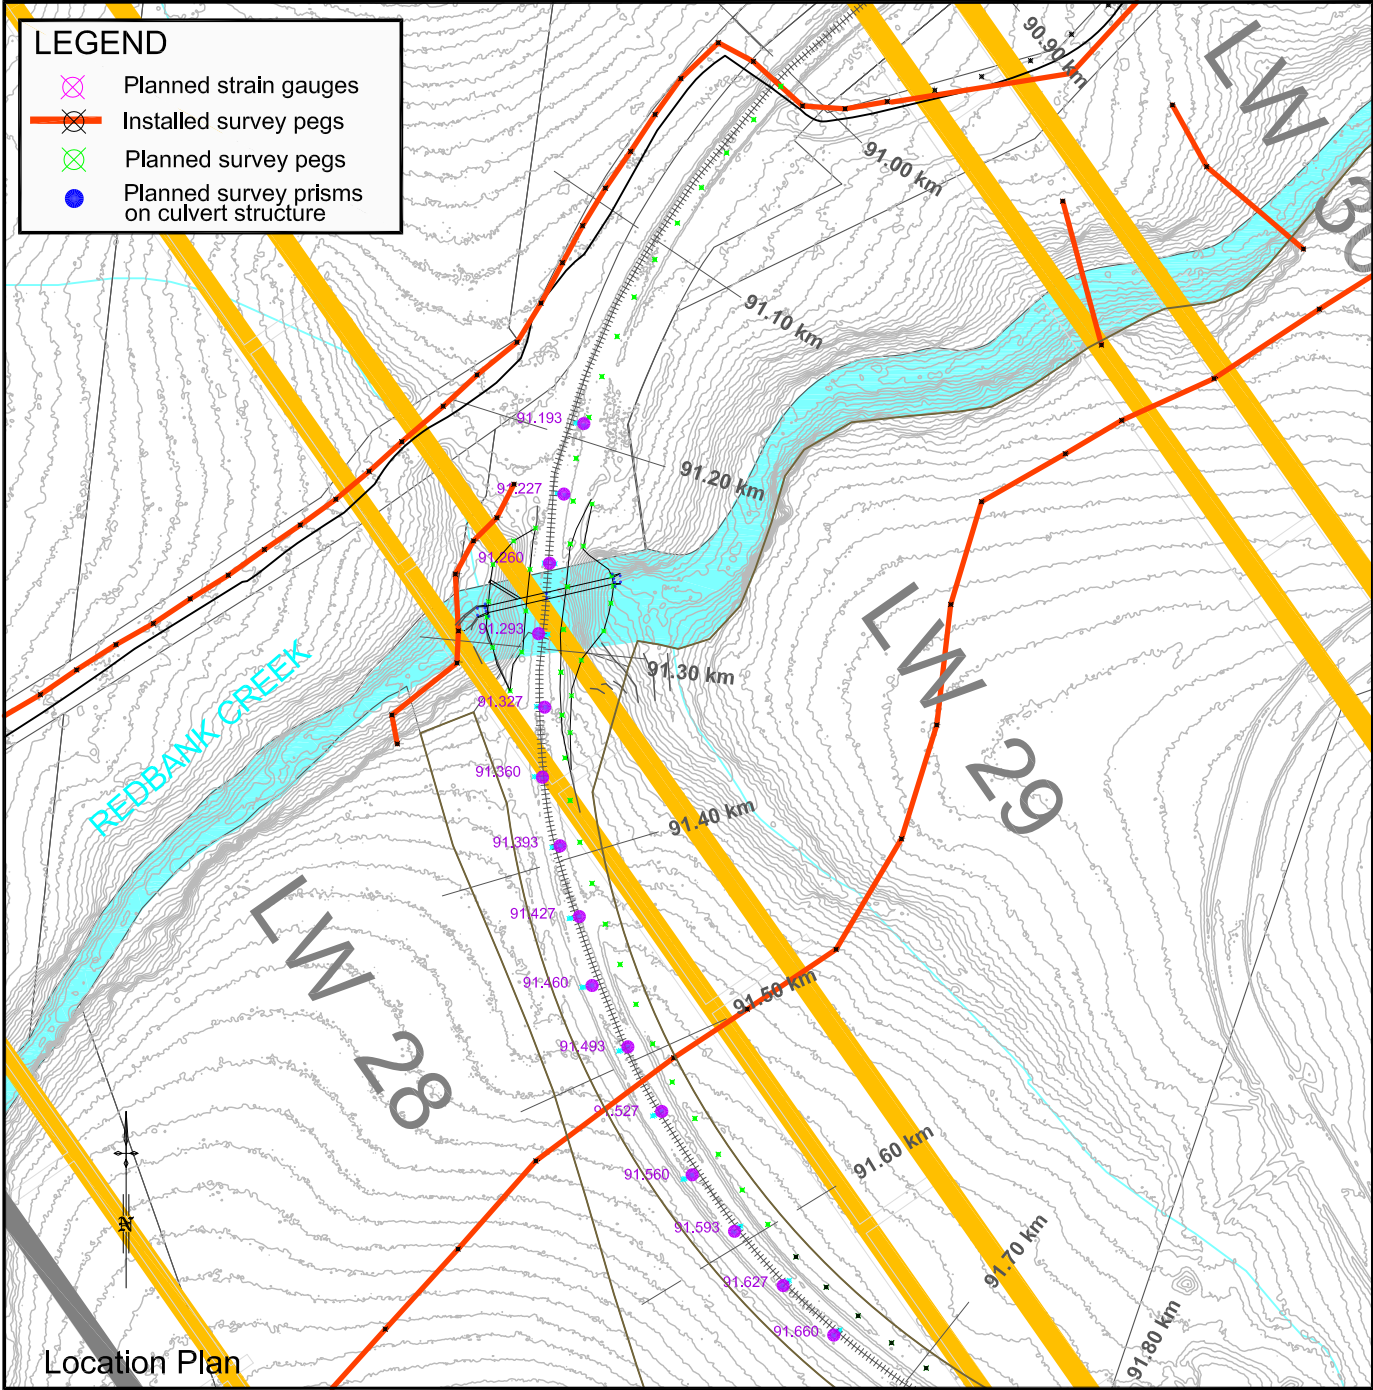 LEGEND
Planned strain gauges
Installed survey pegs
Planned survey pegs
Planned survey prisms
on culvert structure
90.90 km
LW 30
91.00 km
91.10 km
91.193
91.20 km
91.227
91.260
91.293
91.30 km
LW 29
REDBANK CREEK
91.327
91.360
91.40 km
91.393
91.427
LW 28
91.460
91.50 km
91.493
91.527
91.60 km
91.560
91.593
N
91.70 km
91.627
91.660
91.80 km
Location Plan